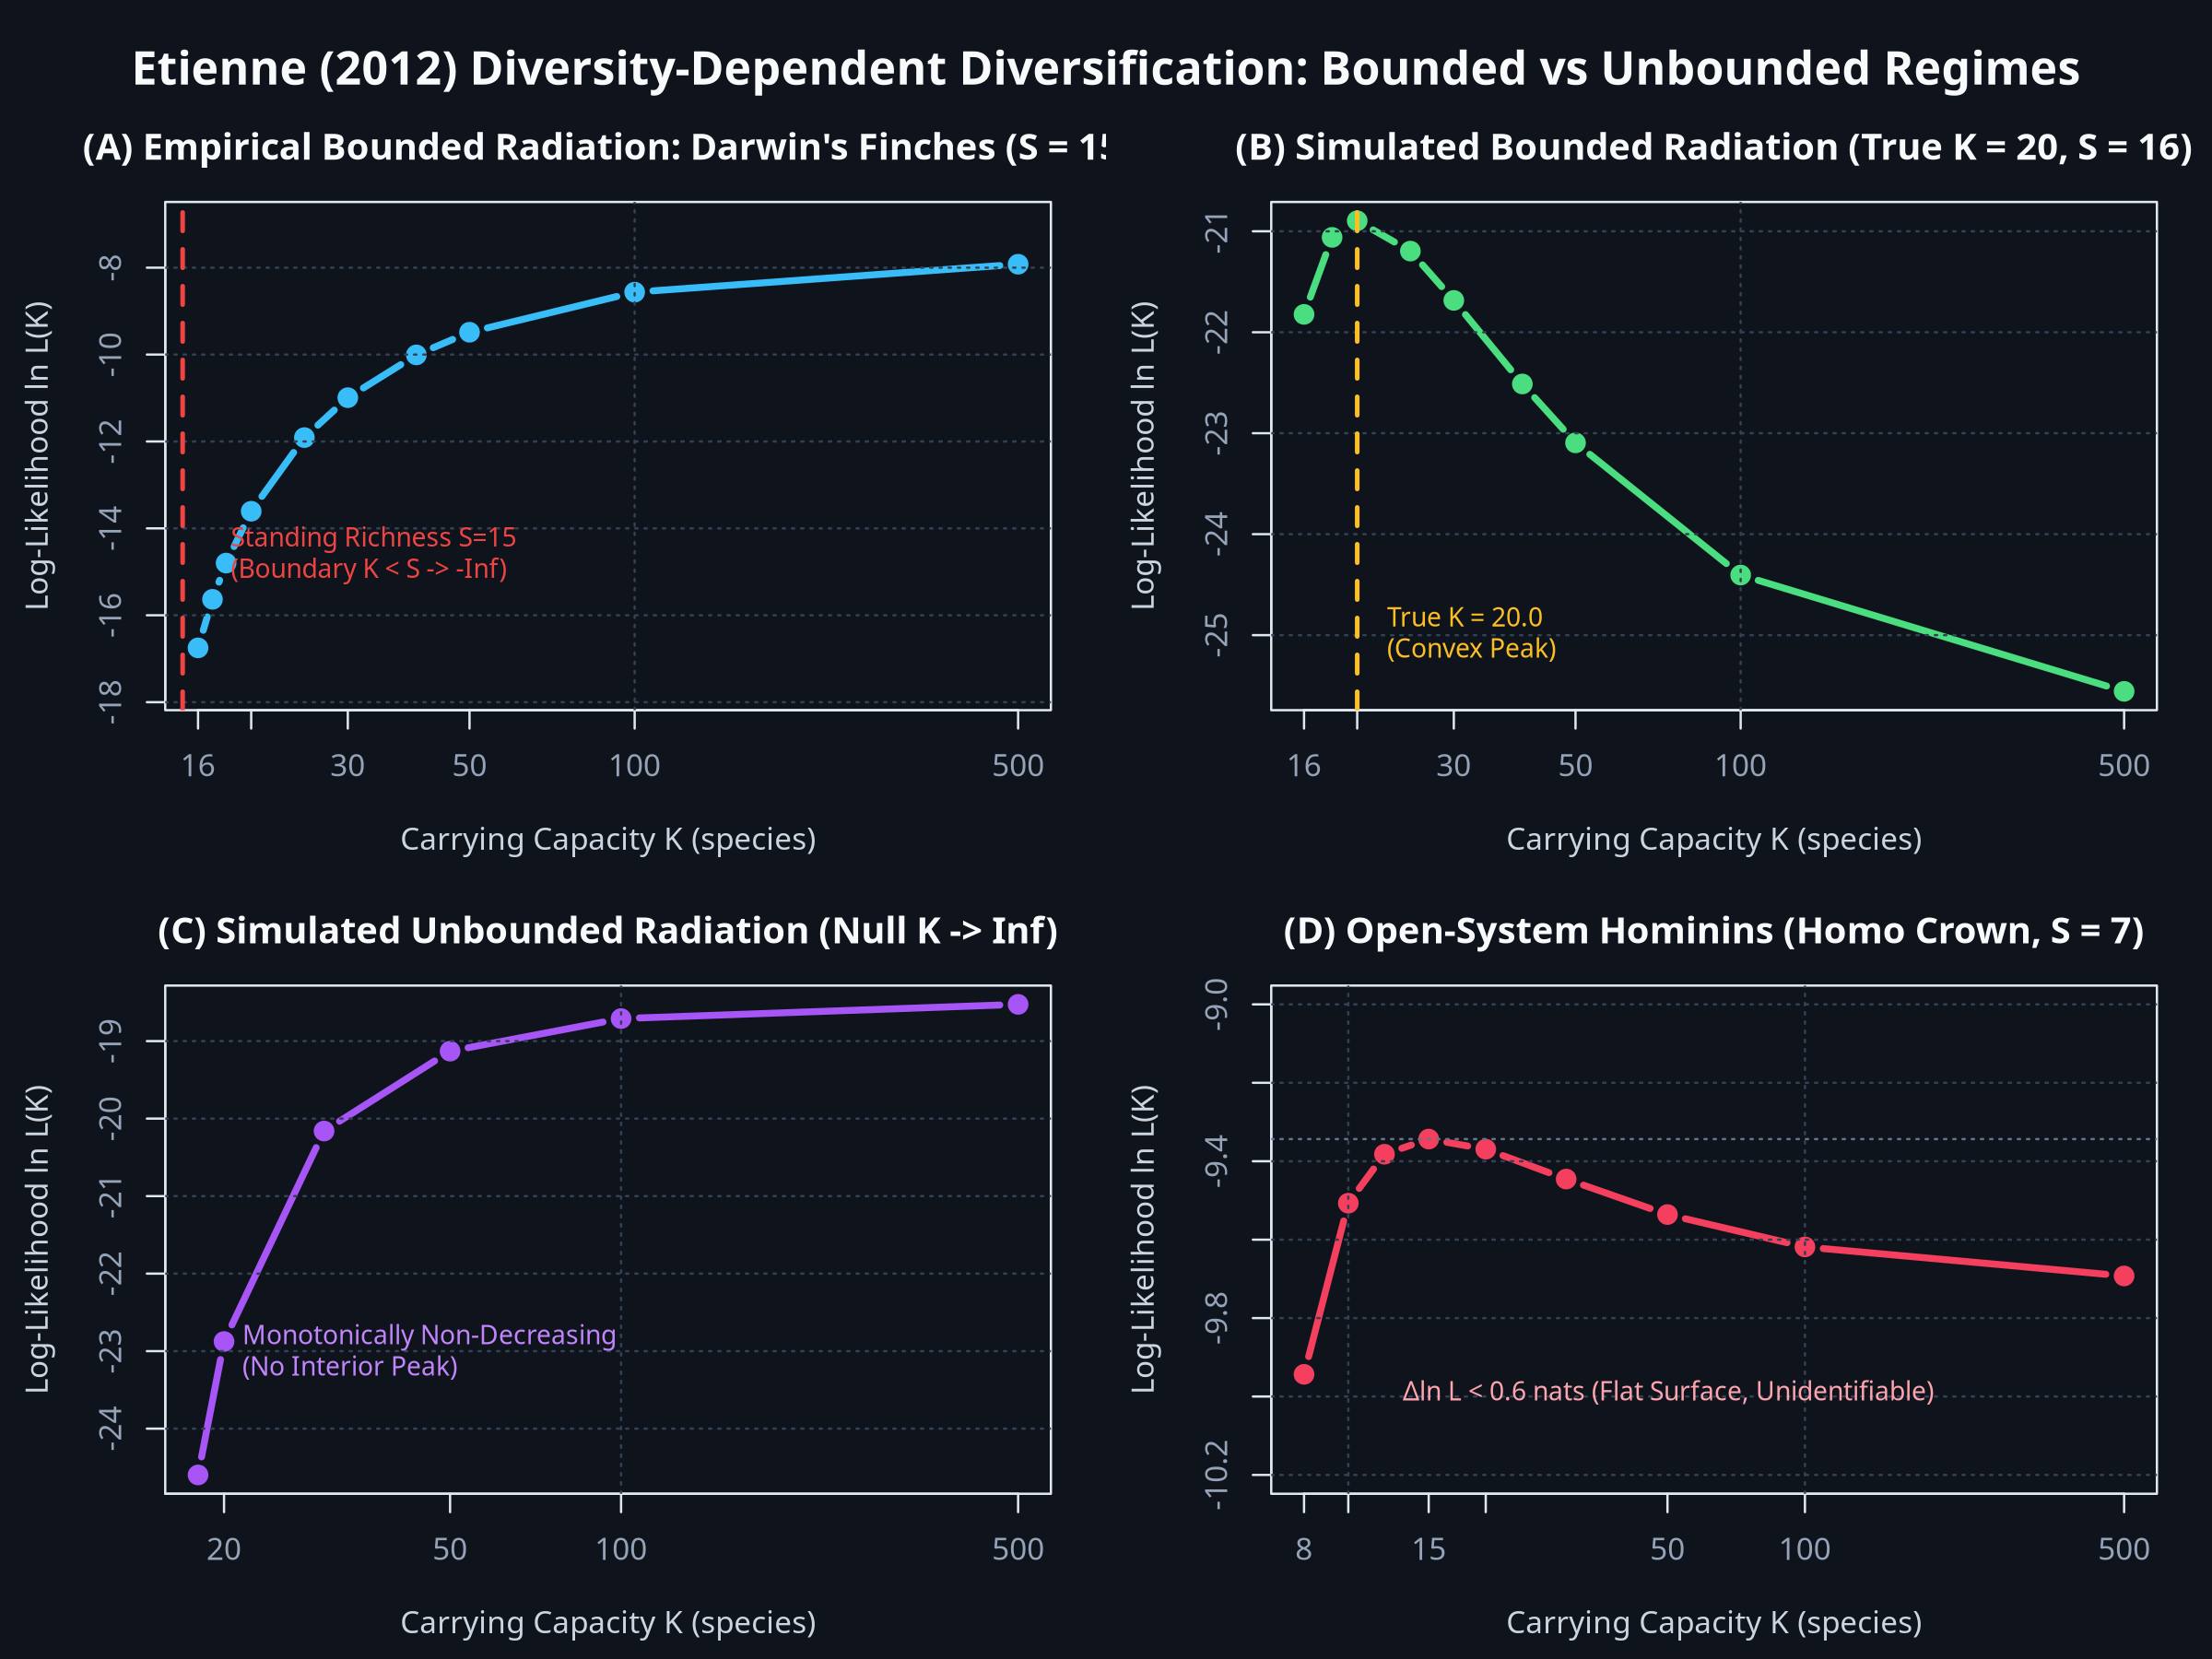 Etienne (2012) Diversity-Dependent Diversification: Bounded vs Unbounded Regimes
(A) Empirical Bounded Radiation: Darwin's Finches (S = 15
Log-Likelihood ln L(K)
-8
-10
-12
-14
-16
-18
Standing Richness S=15
(Boundary K < S -> -Inf)
16
30
50
100
500
Carrying Capacity K (species)
(B) Simulated Bounded Radiation (True K = 20, S = 16)
Log-Likelihood ln L(K)
-21
-22
-23
-24
-25
True K = 20.0
(Convex Peak)
16
30
50
100
500
Carrying Capacity K (species)
(C) Simulated Unbounded Radiation (Null K -> Inf)
Log-Likelihood ln L(K)
-19
-20
-21
-22
-23
-24
Monotonically Non-Decreasing
(No Interior Peak)
20
50
100
500
Carrying Capacity K (species)
(D) Open-System Hominins (Homo Crown, S = 7)
Log-Likelihood ln L(K)
-9.0
-9.4
-9.8
-10.2
Δln L < 0.6 nats (Flat Surface, Unidentifiable)
8
15
50
100
500
Carrying Capacity K (species)